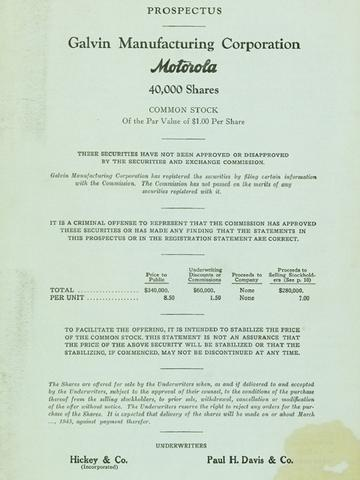 PROSPECTUS
Galvin Manufacturing Corporation
Motorola
40,000 Shares
COMMON STOCK
Of the Par Value of $1.00 Per Share
THESE SECURITIES HAVE NOT BEEN APPROVED OR DISAPPROVED
BY THE SECURITIES AND EXCHANGE COMMISSION.
Galvin Manufacturing Corporation has registered the securities by filing certain information
with the Commission. The Commission has not passed on the merits of any
securities registered with it.
IT IS A CRIMINAL OFFENSE TO REPRESENT THAT THE COMMISSION HAS APPROVED
THESE SECURITIES OR HAS MADE ANY FINDING THAT THE STATEMENTS IN
THIS PROSPECTUS OR IN THE REGISTRATION STATEMENT ARE CORRECT.
Price to Public Underwriting Discounts or Commissions Proceeds to Company Proceeds to Selling Stockholders (See p. 10)
TOTAL .................... $340,000. $60,000. None $280,000.
PER UNIT ................ 8.50 1.50 None 7.00
TO FACILITATE THE OFFERING, IT IS INTENDED TO STABILIZE THE PRICE
OF THE COMMON STOCK. THIS STATEMENT IS NOT AN ASSURANCE THAT
THE PRICE OF THE ABOVE SECURITY WILL BE STABILIZED OR THAT THE
STABILIZING, IF COMMENCED, MAY NOT BE DISCONTINUED AT ANY TIME.
The Shares are offered for sale by the Underwriters when, as and if delivered to and accepted
by the Underwriters, subject to the approval of their counsel, to the conditions of the purchase
thereof from the selling stockholders, to prior sale, withdrawal, cancellation or modification
of the offer without notice. The Underwriters reserve the right to reject any orders for the pur-
chase of the Shares. It is expected that delivery of the shares will be made on or about March
..., 1943, against payment therefor.
UNDERWRITERS
Hickey & Co.
(Incorporated)
Paul H. Davis & Co.